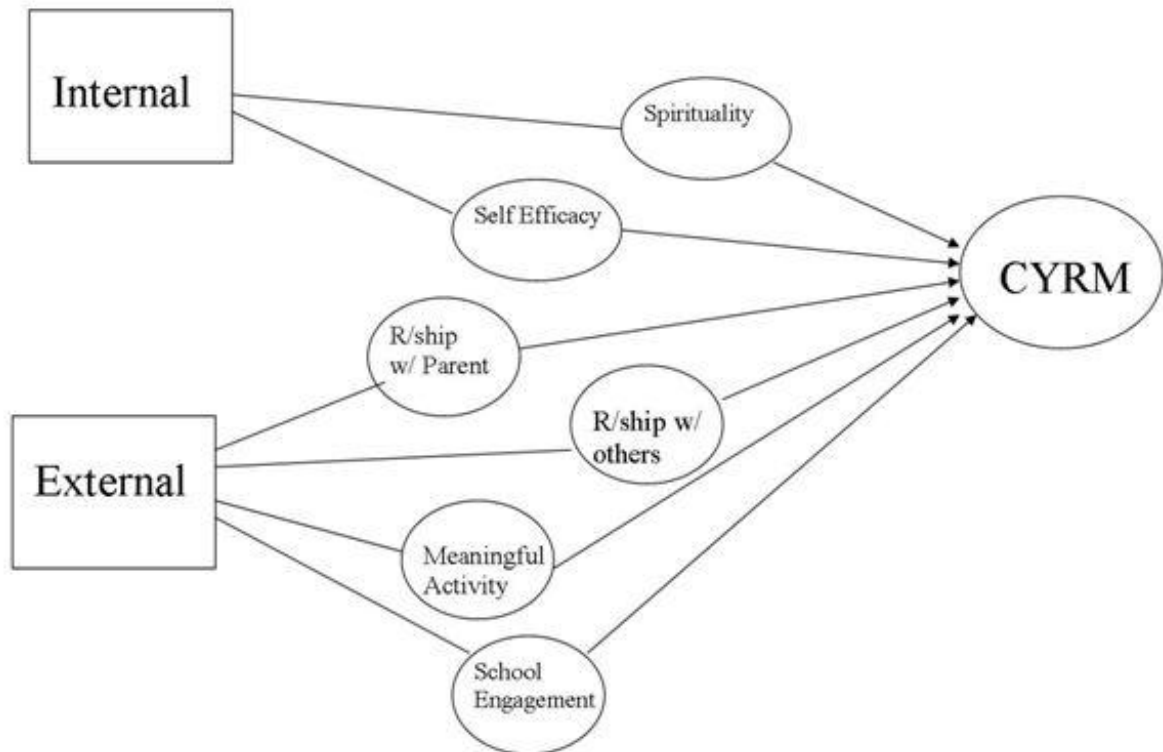 Internal
Spirituality
Self Efficacy
CYRM
R/ship
w/ Parent
R/ship w/
others
External
Meaningful
Activity
School
Engagement